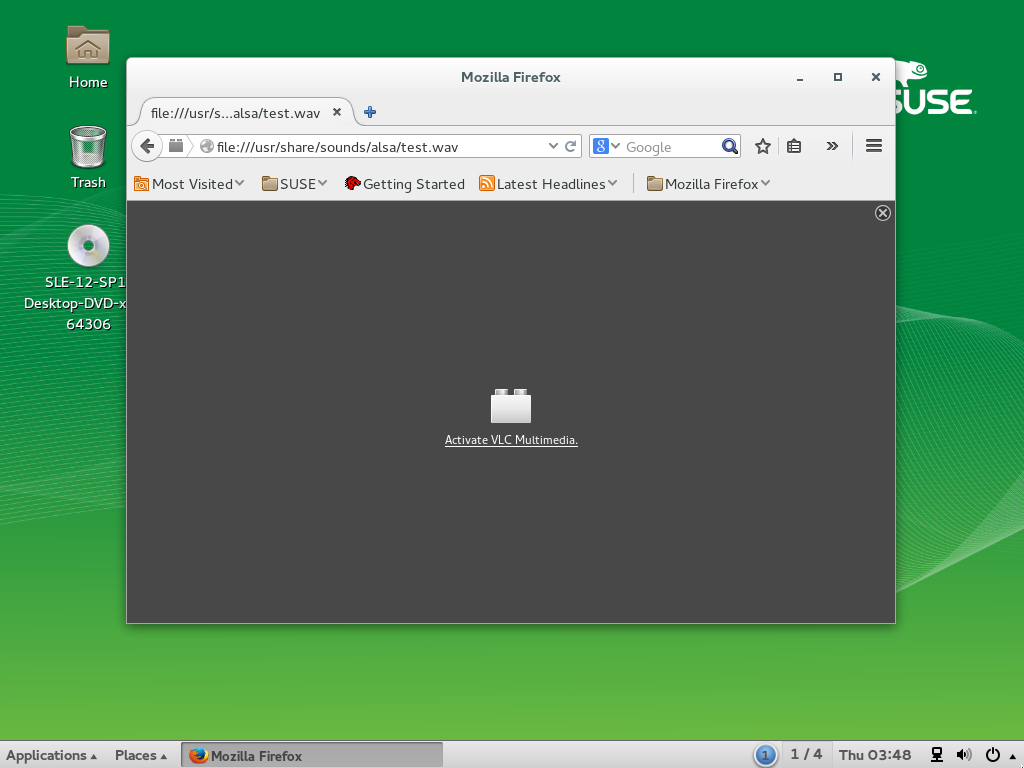 Home
Trash
SLE-12-SP1
Desktop-DVD-x
64306
SUSE
Mozilla Firefox
file:///usr/s...alsa/test.wav
file:///usr/share/sounds/alsa/test.wav
8
Google
Most Visited
SUSE
Getting Started
Latest Headlines
Mozilla Firefox
Activate VLC Multimedia.
Applications
Places
Mozilla Firefox
1
1 / 4
Thu 03:48